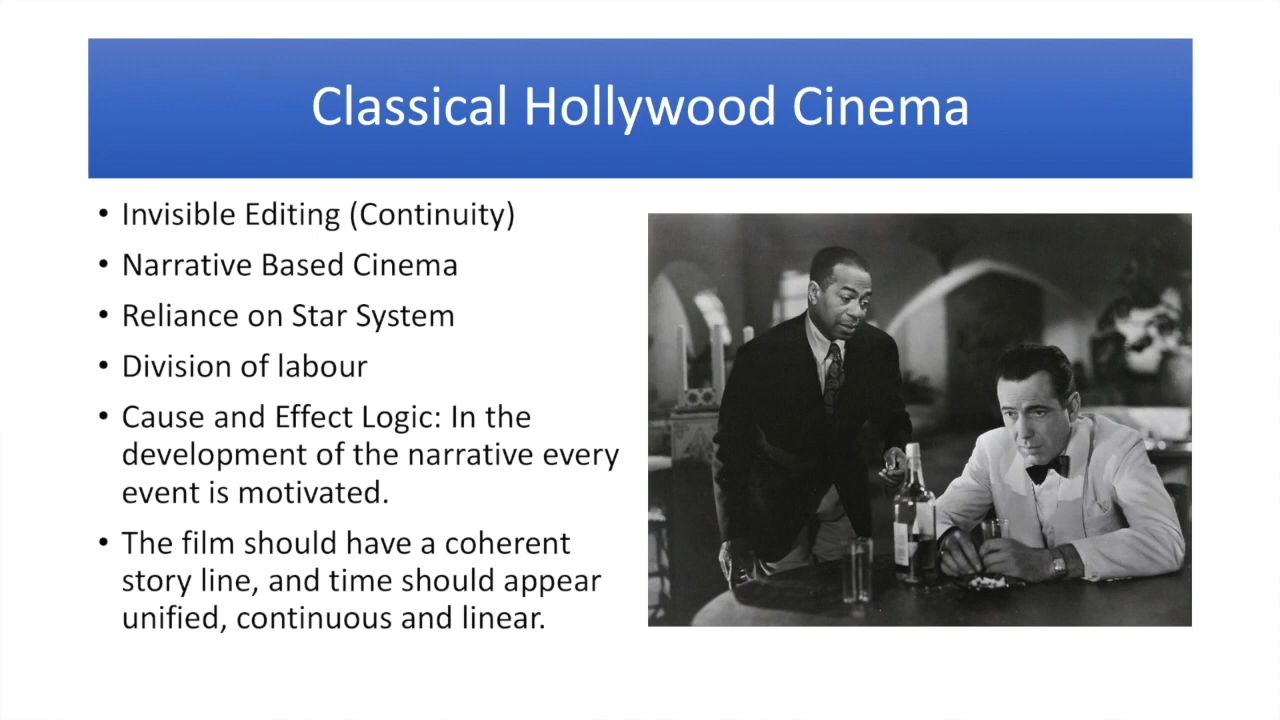 Classical Hollywood Cinema
• Invisible Editing (Continuity)
• Narrative Based Cinema
• Reliance on Star System
• Division of labour
• Cause and Effect Logic: In the
development of the narrative every
event is motivated.
• The film should have a coherent
story line, and time should appear
unified, continuous and linear.